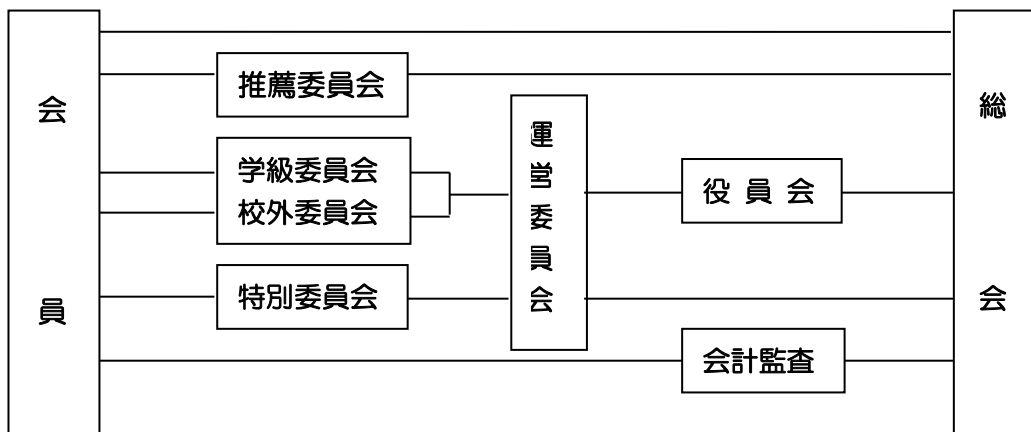 会員
推薦委員会
学級委員会
校外委員会
特別委員会
運営委員会
役員会
会計監査
総会